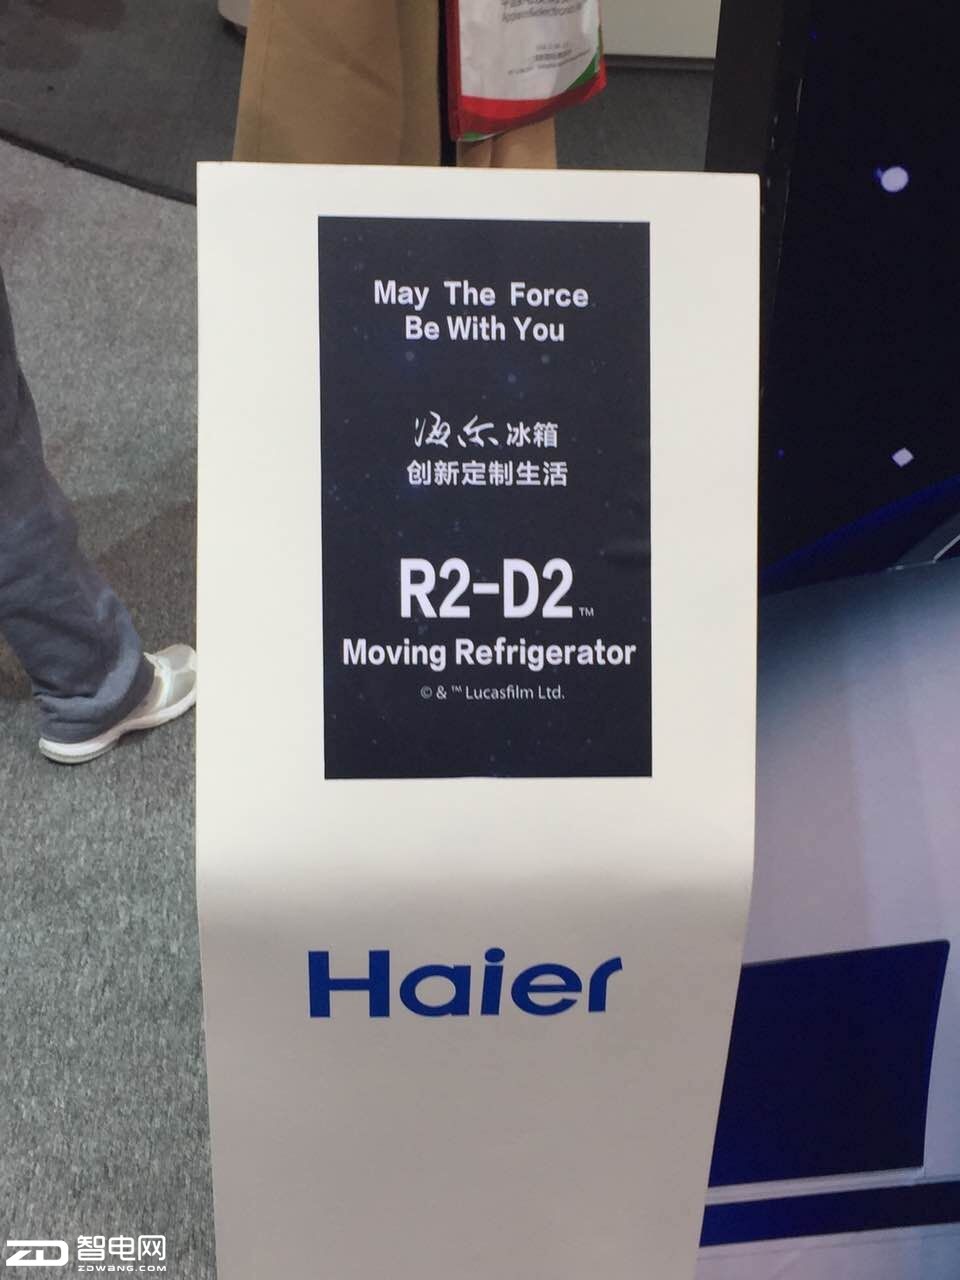 May The Force
Be With You
海尔冰箱
创新定制生活
R2-D2™
Moving Refrigerator
© & ™ Lucasfilm Ltd.
Haier
ZD 智电网
ZDWANG.COM